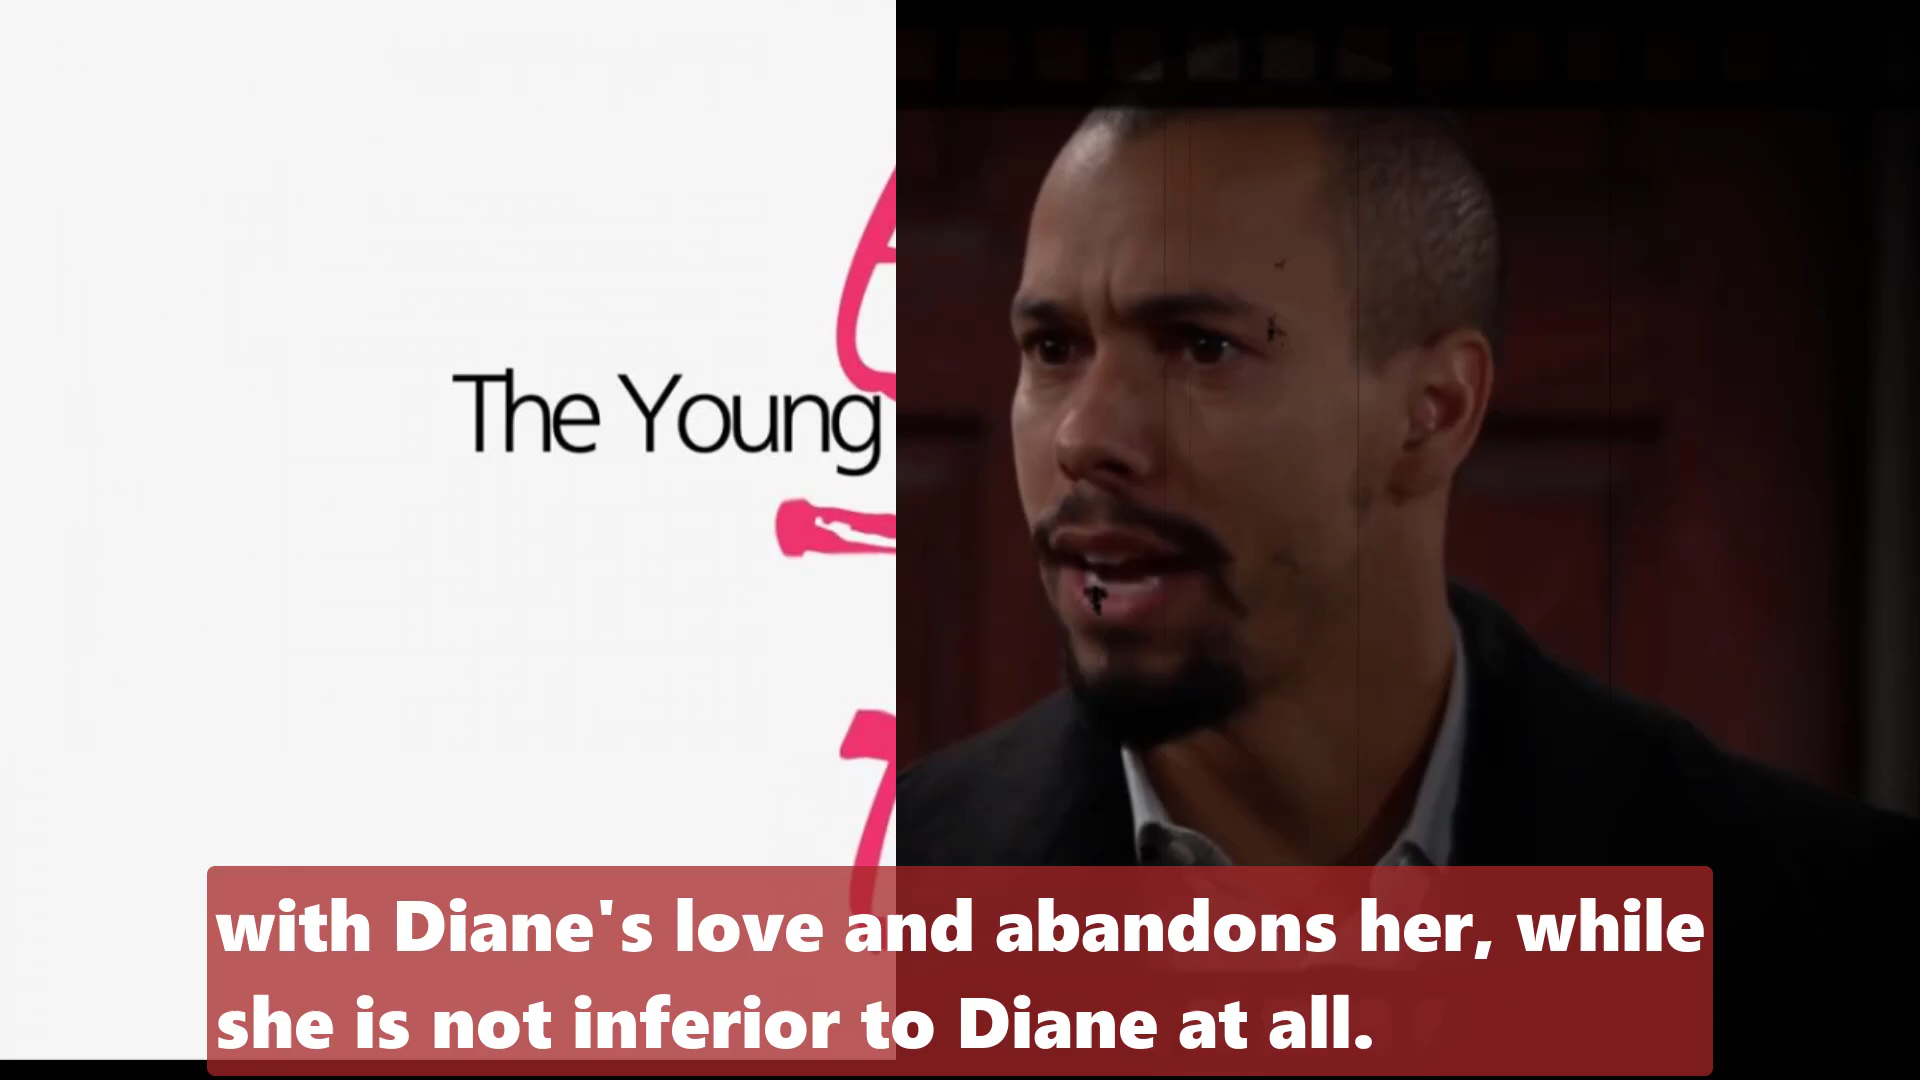 The Young
with Diane's love and abandons her, while
she is not inferior to Diane at all.